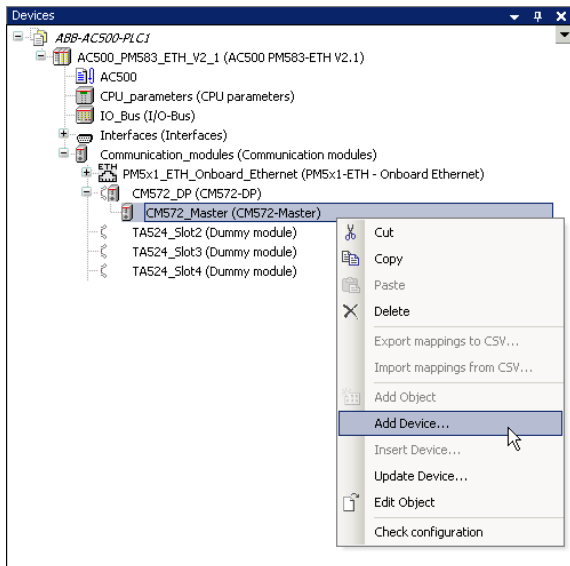 Devices
ABB-AC500-PLC1
AC500_PM583_ETH_V2_1 (AC500 PM583-ETH V2.1)
AC500
CPU_parameters (CPU parameters)
IO_Bus (I/O-Bus)
Interfaces (Interfaces)
Communication_modules (Communication modules)
ETH
PM5x1_ETH_Onboard_Ethernet (PM5x1-ETH - Onboard Ethernet)
CM572_DP (CM572-DP)
CM572_Master (CM572-Master)
TA524_Slot2 (Dummy module)
TA524_Slot3 (Dummy module)
TA524_Slot4 (Dummy module)
Cut
Copy
Paste
Delete
Export mappings to CSV...
Import mappings from CSV...
Add Object
Add Device...
Insert Device...
Update Device...
Edit Object
Check configuration